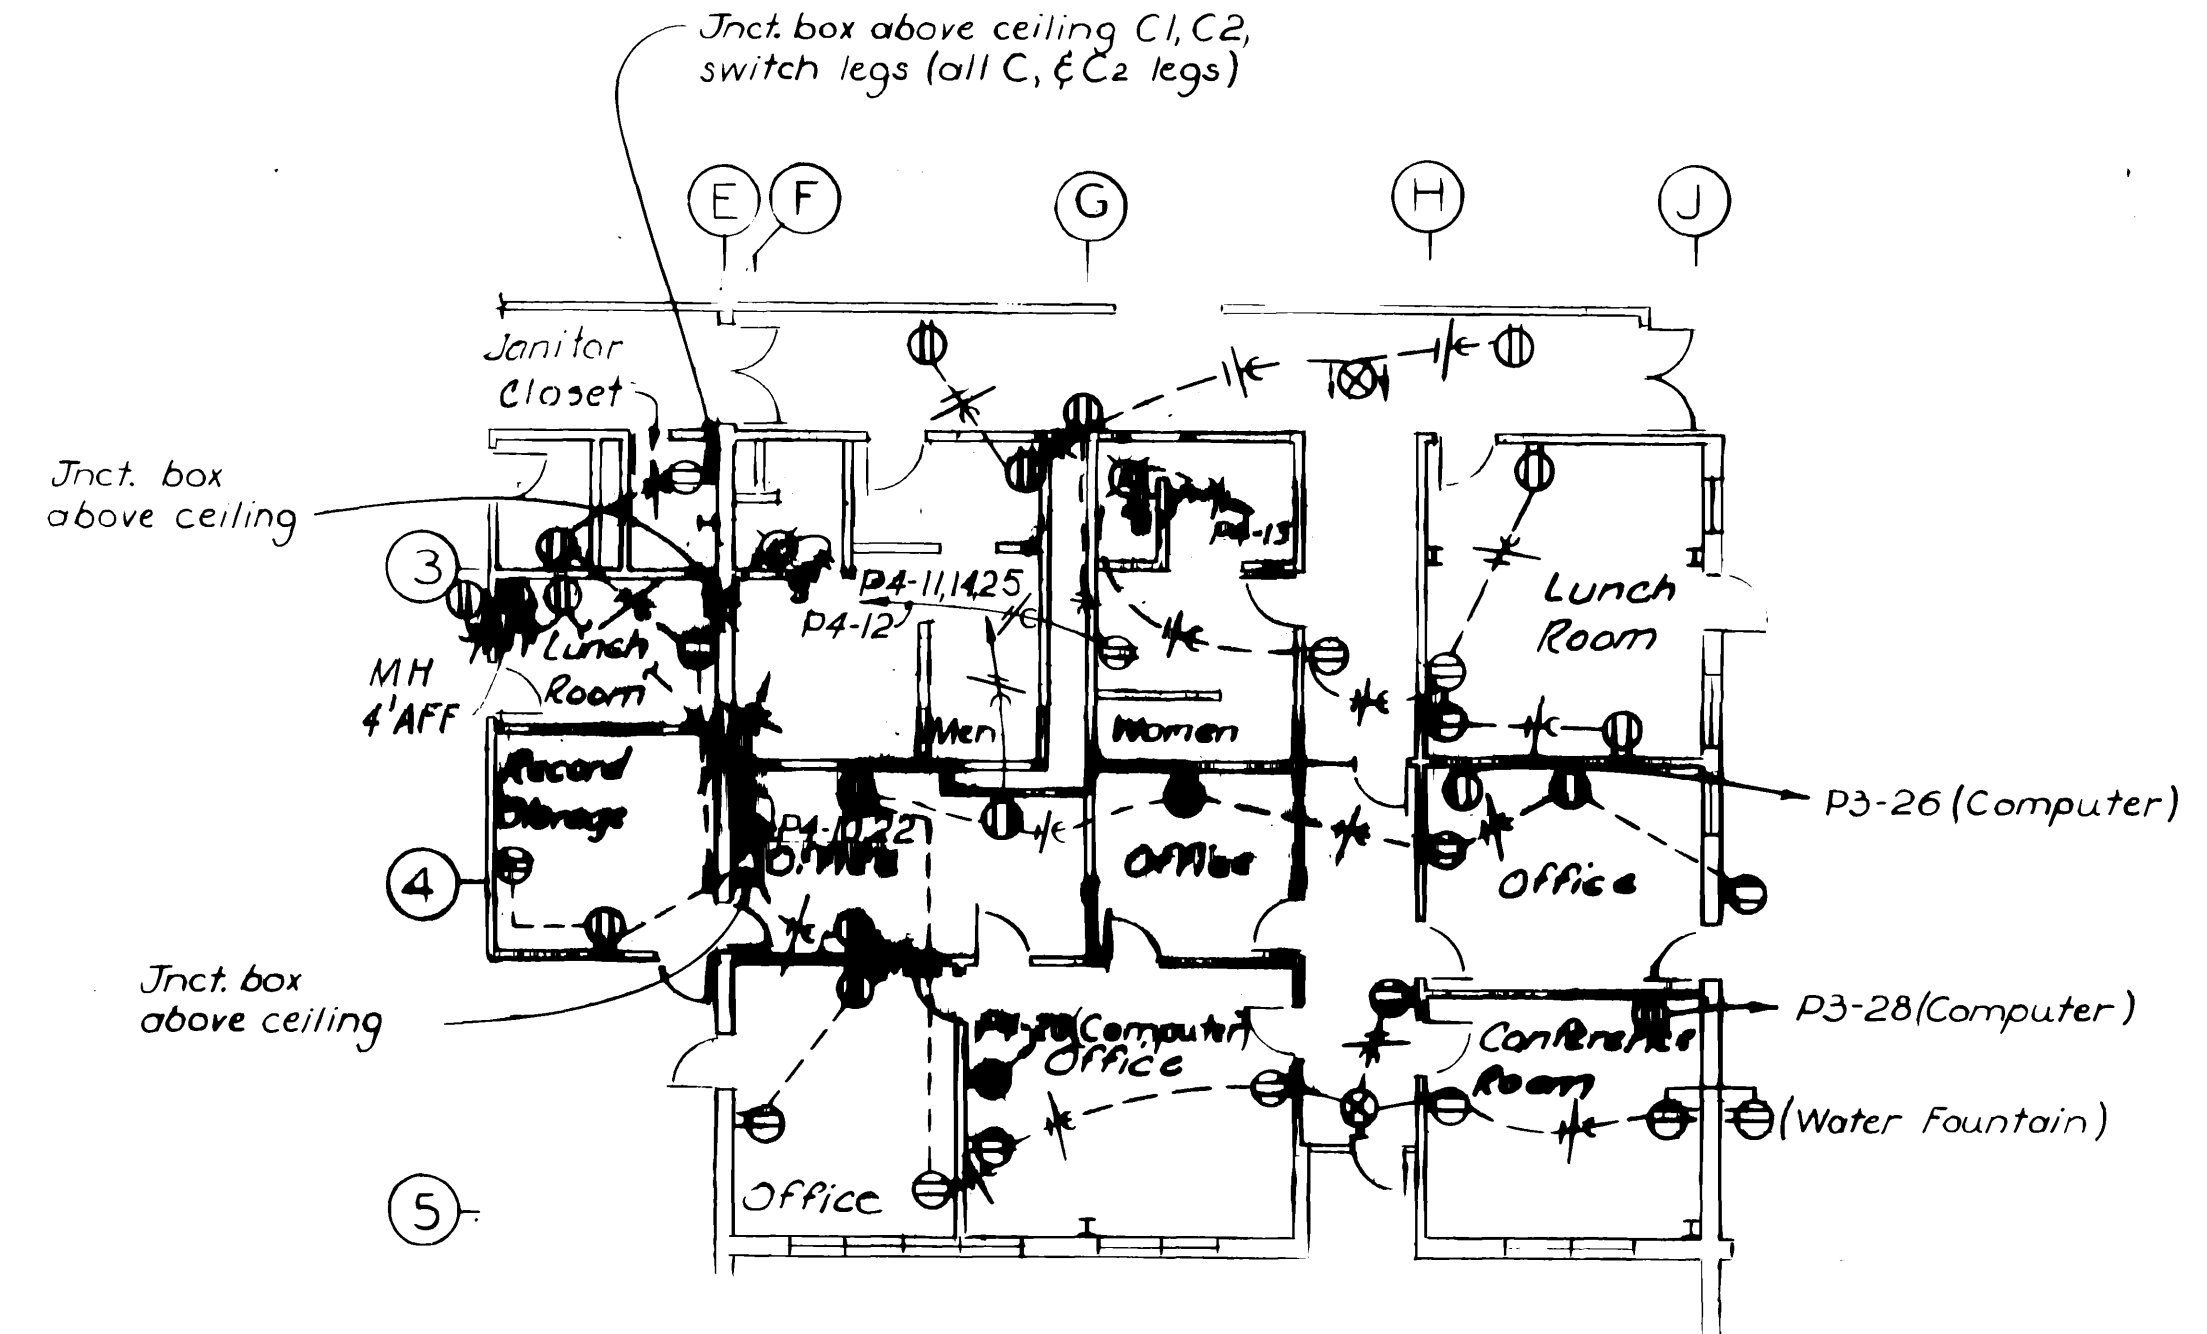 Jnct. box above ceiling C1, C2,
switch legs (all C, & C2 legs)
E
F
G
H
J
Janitor
Closet
Jnct. box
above ceiling
3
P4-13
P4-11,14,25
P4-12
Lunch
Room
Lunch
Room
MH
4' AFF
Men
Women
Record
Storage
P3-26 (Computer)
Office
Office
Office
4
Jnct. box
above ceiling
(Computer)
Office
P3-28 (Computer)
Conference
Room
(Water Fountain)
Office
5